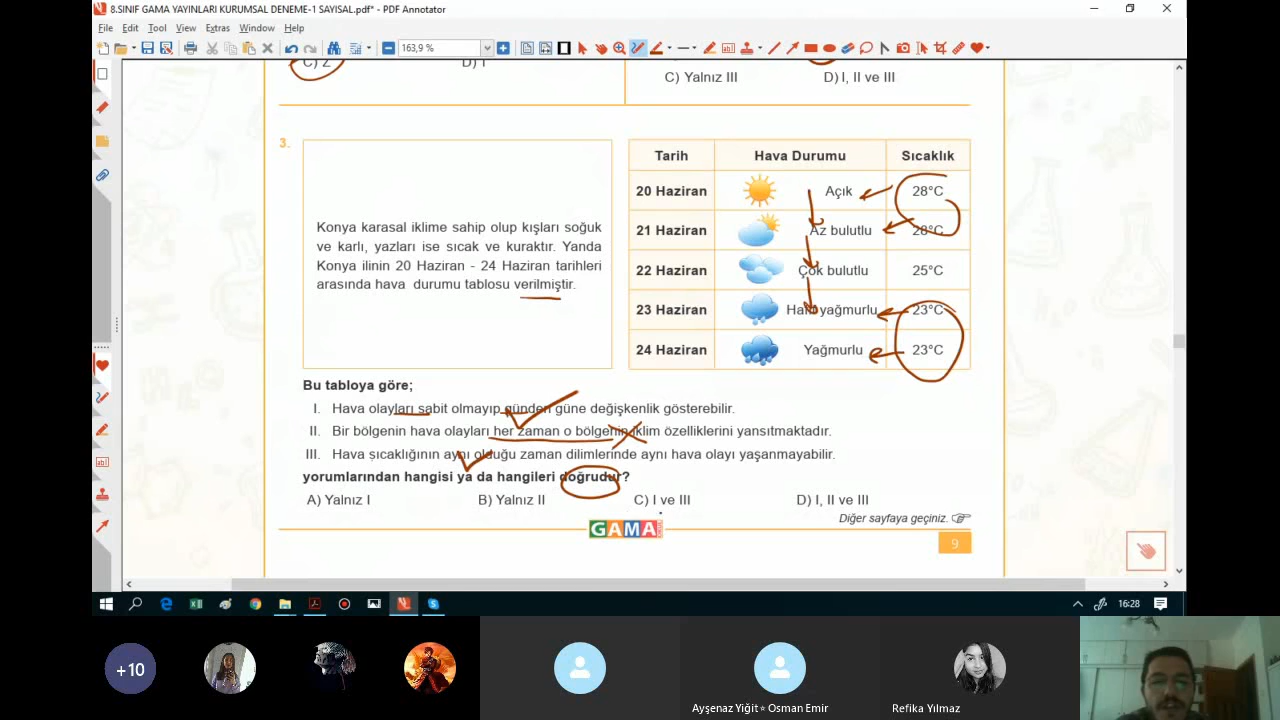 8.SINIF GAMA YAYINLARI KURUMSAL DENEME-1 SAYISAL.pdf* - PDF Annotator
File Edit Tool View Extras Window Help
163,9 %
C) Z
D) I
C) Yalnız III
D) I, II ve III
3.
Konya karasal iklime sahip olup kışları soğuk
ve karlı, yazları ise sıcak ve kuraktır. Yanda
Konya ilinin 20 Haziran - 24 Haziran tarihleri
arasında hava durumu tablosu verilmiştir.
Tarih Hava Durumu Sıcaklık
20 Haziran Açık 28°C
21 Haziran Az bulutlu 28°C
22 Haziran Çok bulutlu 25°C
23 Haziran Hafif yağmurlu 23°C
24 Haziran Yağmurlu 23°C
Bu tabloya göre;
I. Hava olayları sabit olmayıp günden güne değişkenlik gösterebilir.
II. Bir bölgenin hava olayları her zaman o bölgenin iklim özelliklerini yansıtmaktadır.
III. Hava sıcaklığının aynı olduğu zaman dilimlerinde aynı hava olayı yaşanmayabilir.
yorumlarından hangisi ya da hangileri doğrudur?
A) Yalnız I B) Yalnız II C) I ve III D) I, II ve III
Diğer sayfaya geçiniz.
GAMA
9
16:28
+10
Ayşenaz Yiğit⭐Osman Emir
Refika Yılmaz